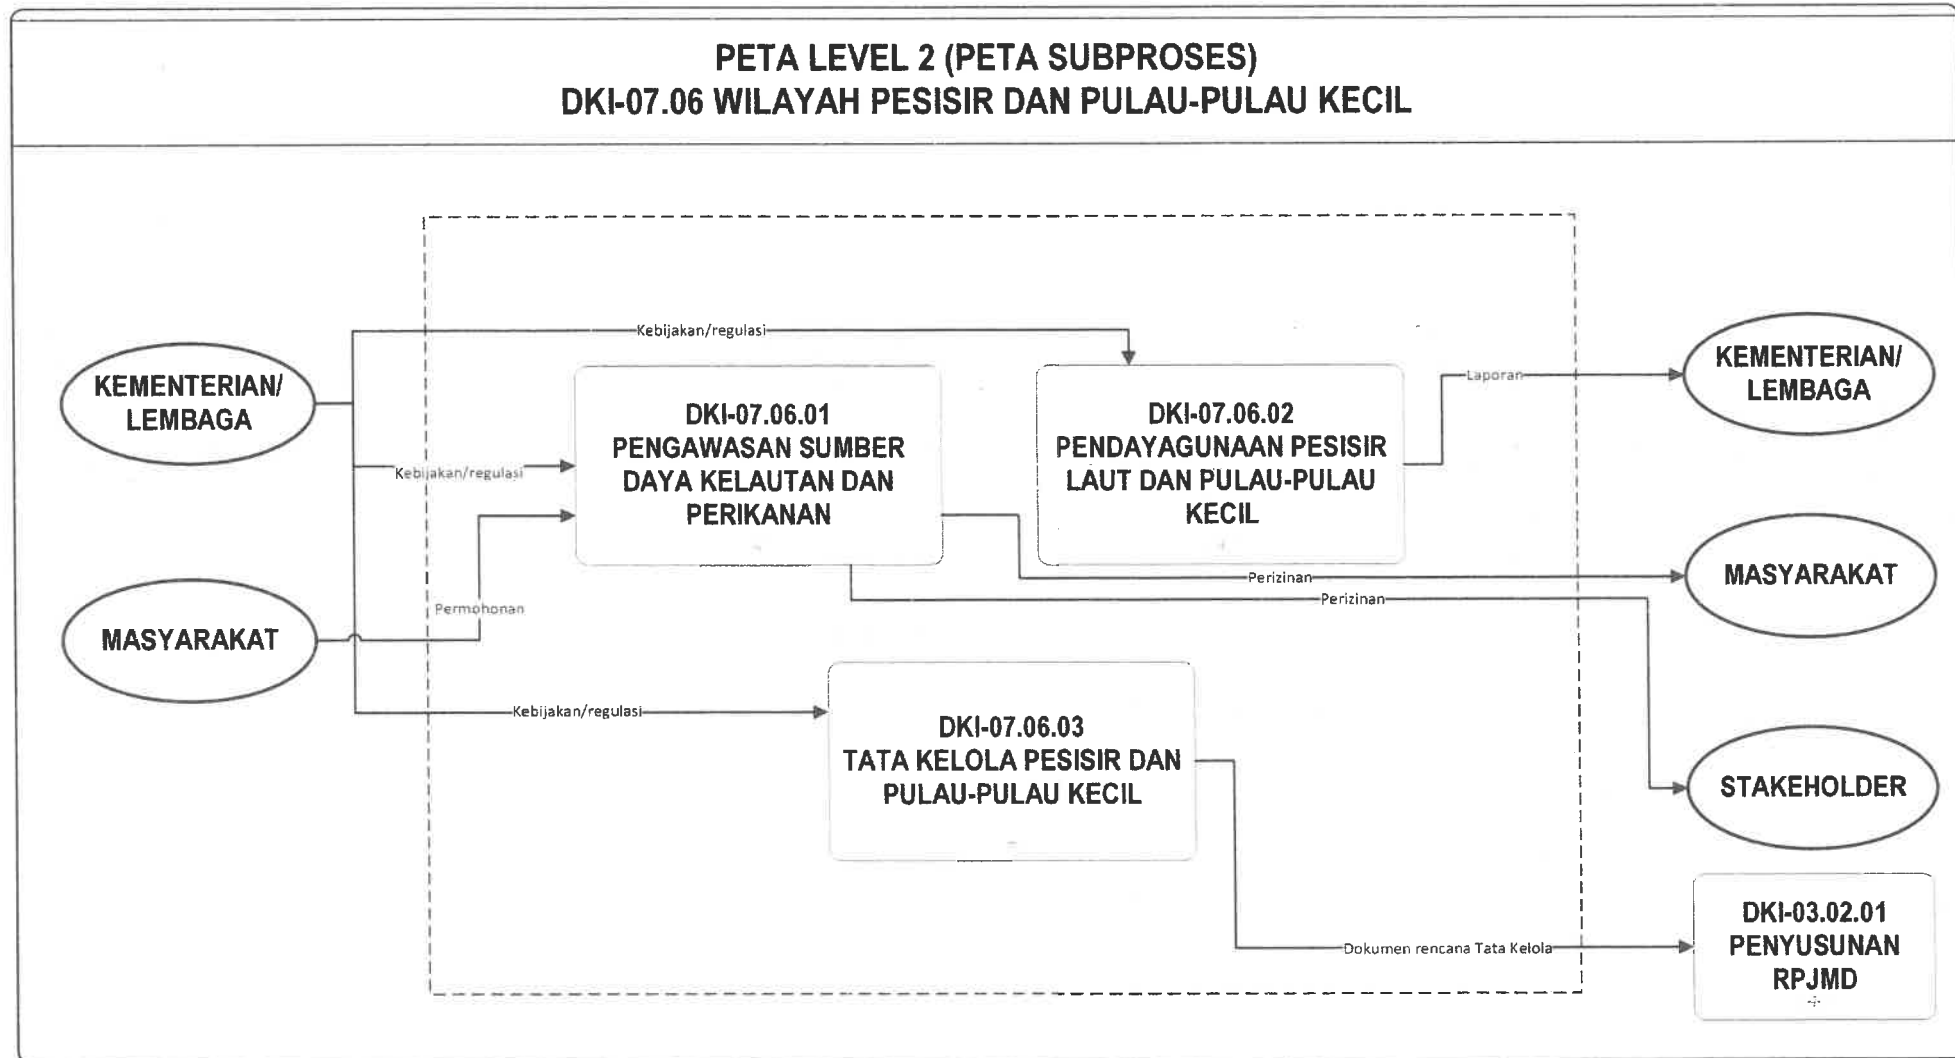 PETA LEVEL 2 (PETA SUBPROSES)
DKI-07.06 WILAYAH PESISIR DAN PULAU-PULAU KECIL
Kebijakan/regulasi
KEMENTERIAN/
LEMBAGA
DKI-07.06.01
PENGAWASAN SUMBER
DAYA KELAUTAN DAN
PERIKANAN
DKI-07.06.02
PENDAYAGUNAAN PESISIR
LAUT DAN PULAU-PULAU
KECIL
Laporan
KEMENTERIAN/
LEMBAGA
Kebijakan/regulasi
Permohonan
MASYARAKAT
Perizinan
MASYARAKAT
Perizinan
Kebijakan/regulasi
DKI-07.06.03
TATA KELOLA PESISIR DAN
PULAU-PULAU KECIL
STAKEHOLDER
Dokumen rencana Tata Kelola
DKI-03.02.01
PENYUSUNAN
RPJMD